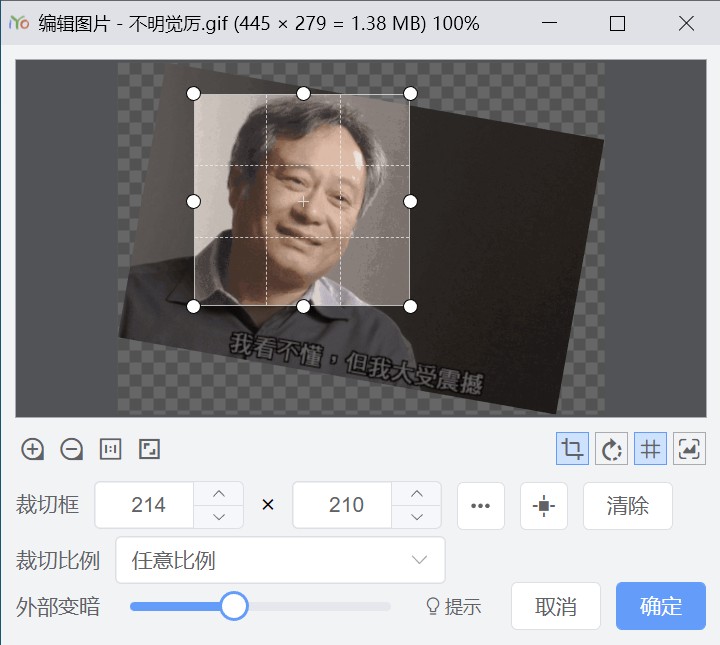 Yo 编辑图片 - 不明觉厉.gif (445 × 279 = 1.38 MB) 100%
我看不懂，但我大受震撼
1:1
裁切框 214 × 210 ••• 清除
裁切比例 任意比例
外部变暗 提示 取消 确定